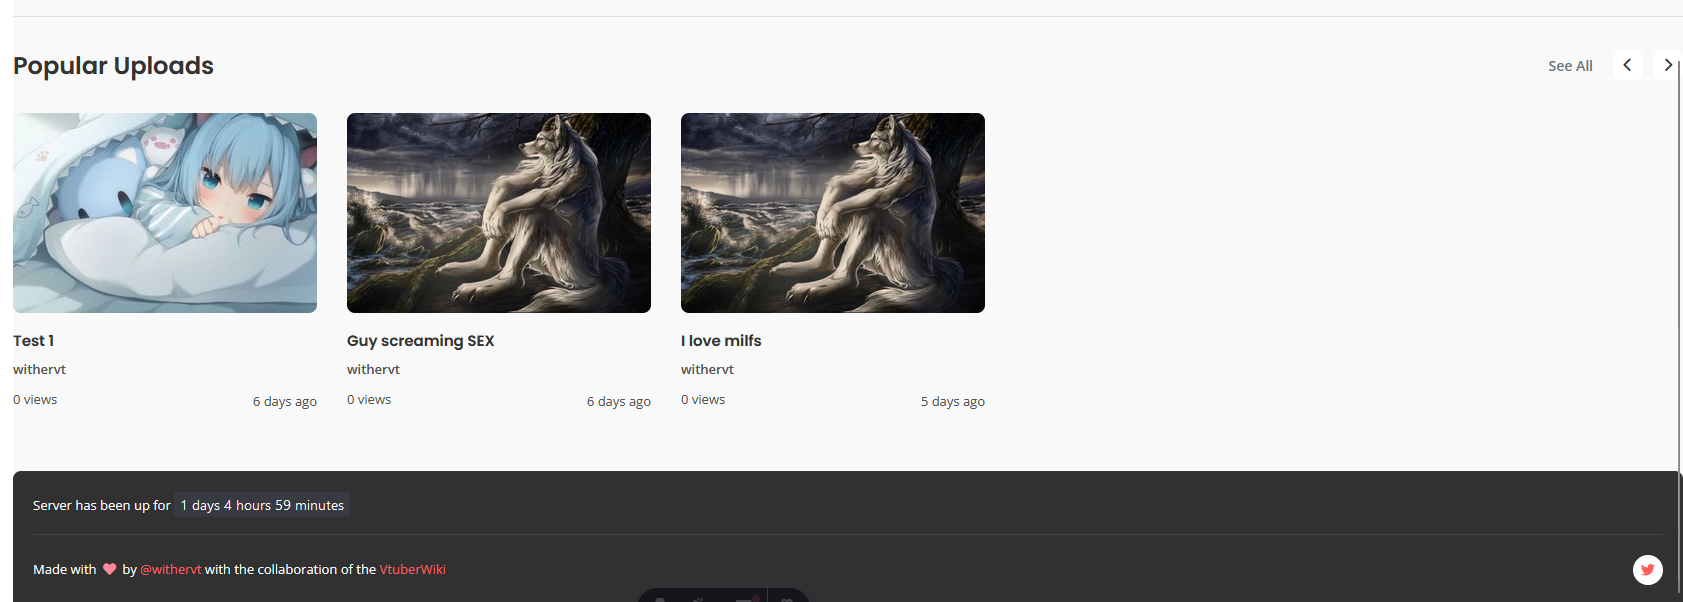 Popular Uploads
See All
Test 1
withervt
0 views
6 days ago
Guy screaming SEX
withervt
0 views
6 days ago
I love milfs
withervt
0 views
5 days ago
Server has been up for 1 days 4 hours 59 minutes
Made with ❤ by @withervt with the collaboration of the VtuberWiki